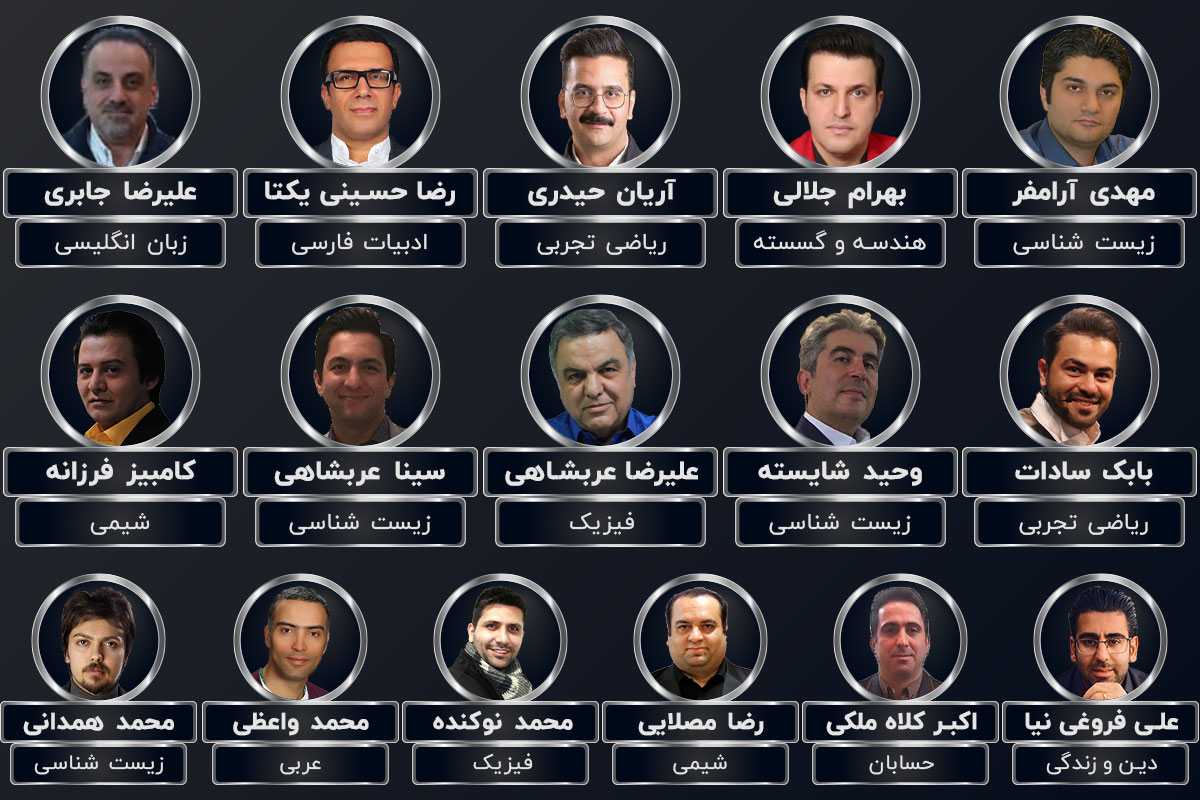 مهدی آرامفر
زیست شناسی
بهرام جلالی
هندسه و گسسته
آریان حیدری
ریاضی تجربی
رضا حسینی یکتا
ادبیات فارسی
علیرضا جابری
زبان انگلیسی
بابک سادات
ریاضی تجربی
وحید شایسته
زیست شناسی
علیرضا عربشاهی
فیزیک
سینا عربشاهی
زیست شناسی
کامبیز فرزانه
شیمی
علی فروغی نیا
دین و زندگی
اکبر کلاه ملکی
حسابان
رضا مصلایی
شیمی
محمد نوکنده
فیزیک
محمد واعظی
عربی
محمد همدانی
زیست شناسی